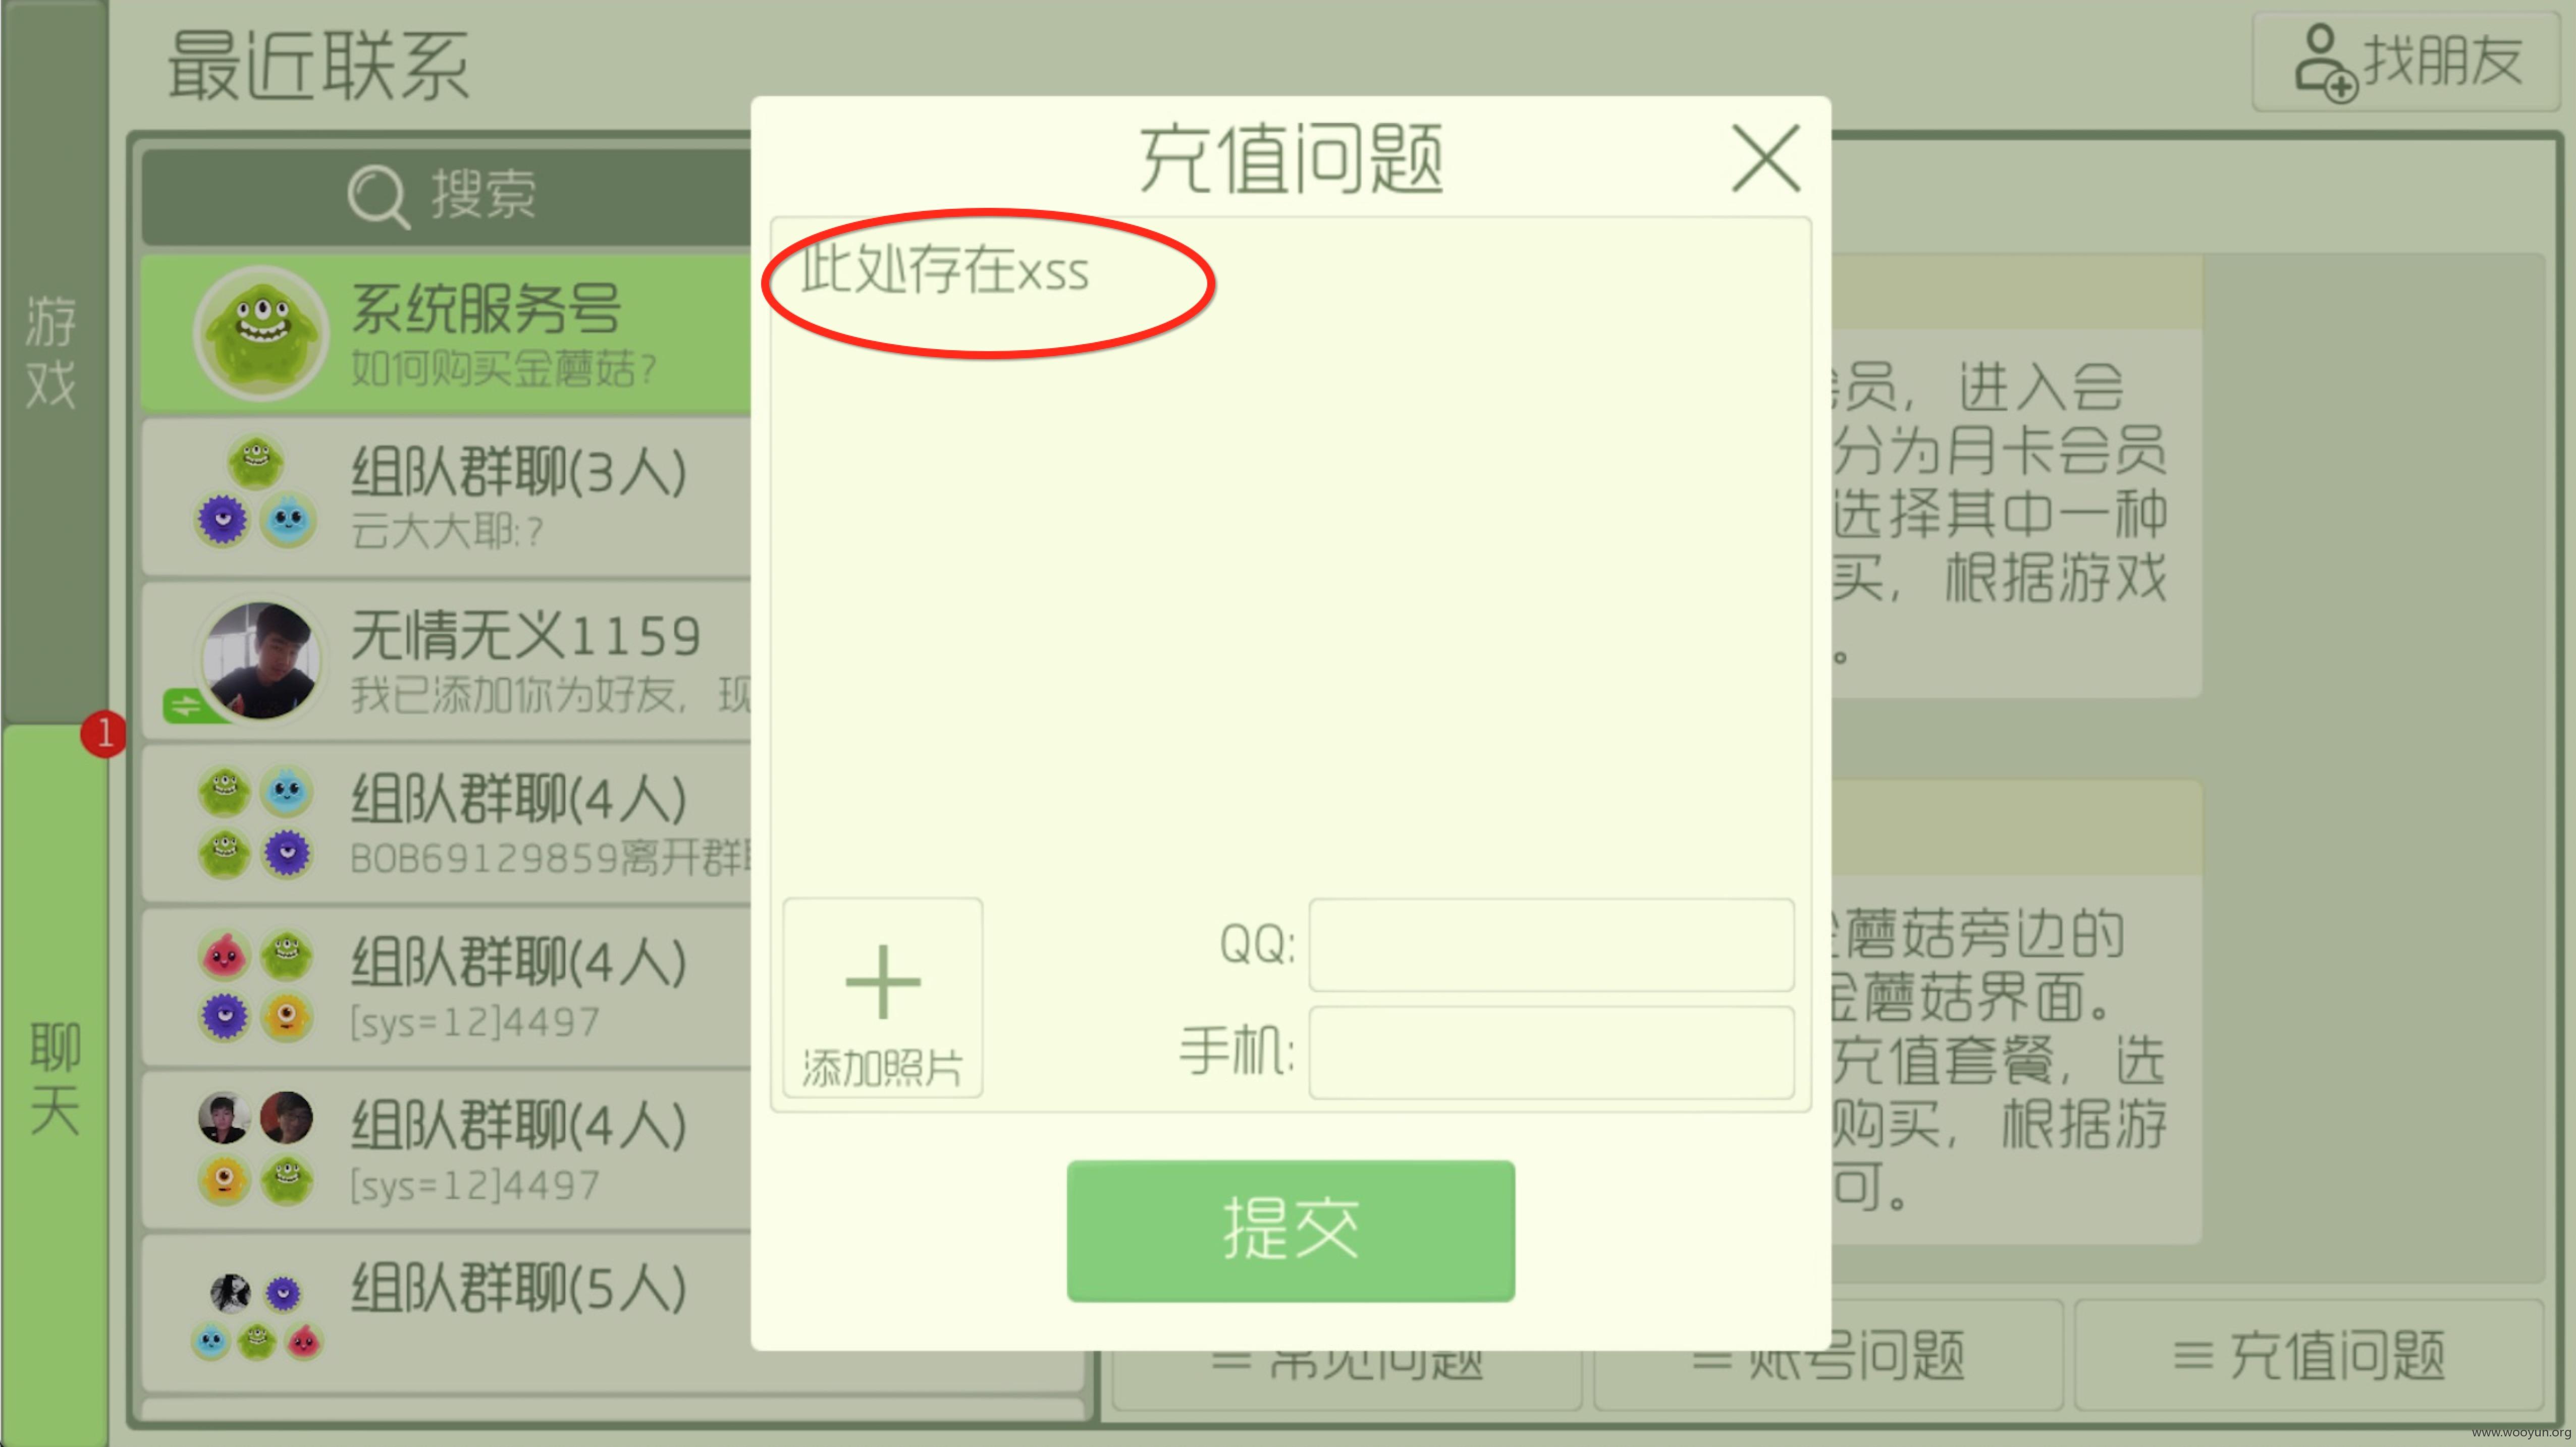 最近联系
找朋友
游戏
聊天
1
搜索
系统服务号
如何购买金蘑菇?
组队群聊(3人)
云大大耶:?
无情无义1159
我已添加你为好友，现
组队群聊(4人)
BOB69129859离开群
组队群聊(4人)
[sys=12]4497
组队群聊(4人)
[sys=12]4497
组队群聊(5人)
充值问题
此处存在xss
添加照片
QQ:
手机:
提交
员，进入会
分为月卡会员
选择其中一种
买，根据游戏
。
蘑菇旁边的
金蘑菇界面。
充值套餐，选
购买，根据游
可。
常见问题
账号问题
充值问题
www.wooyun.org